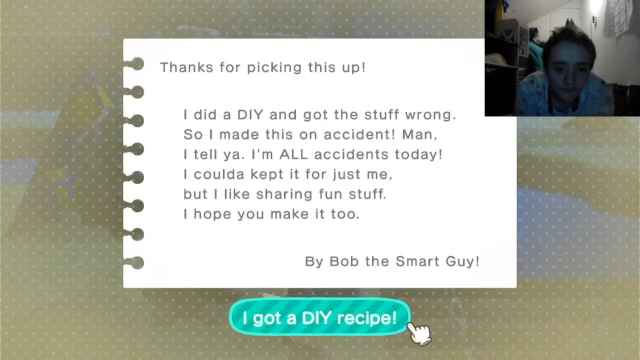 Thanks for picking this up!
I did a DIY and got the stuff wrong.
So I made this on accident! Man,
I tell ya. I'm ALL accidents today!
I coulda kept it for just me,
but I like sharing fun stuff.
I hope you make it too.
By Bob the Smart Guy!
I got a DIY recipe!